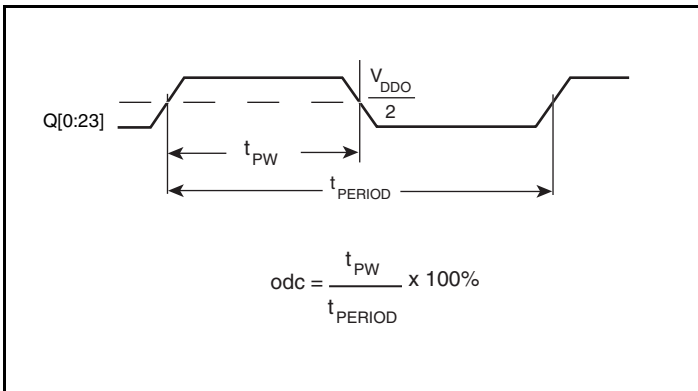 V_DDO
2
Q[0:23]
t_PW
t_PERIOD
t_PW
odc = x 100%
t_PERIOD